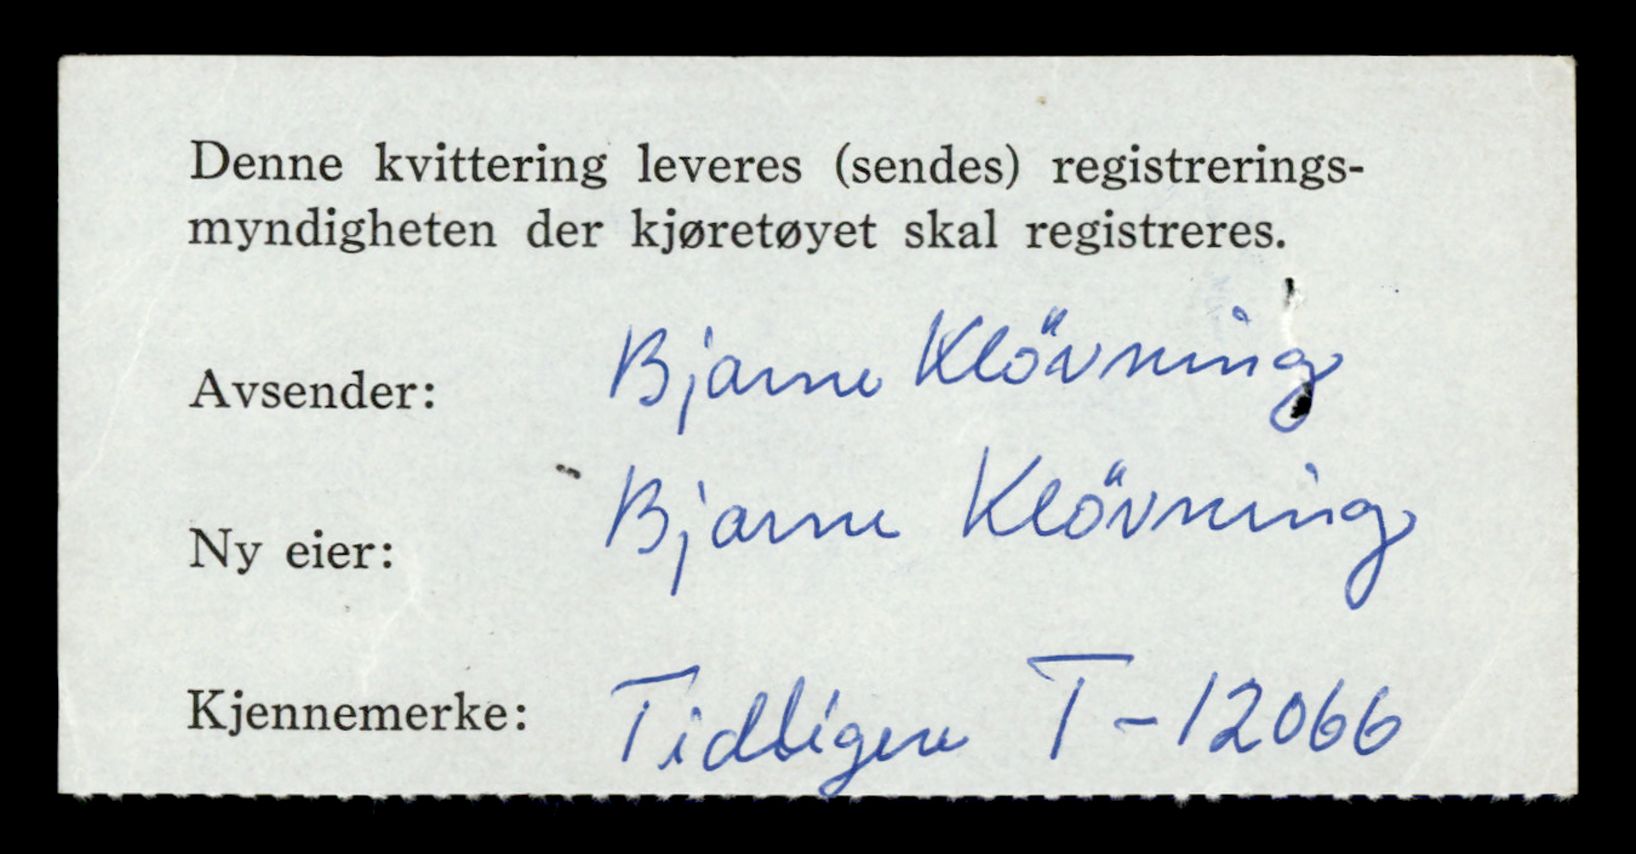 Denne kvittering leveres (sendes) registrerings-
myndigheten der kjøretøyet skal registreres.
Avsender: Bjarne Klövning
Ny eier: Bjarne Klövning
Kjennemerke: Tidligere T-12066